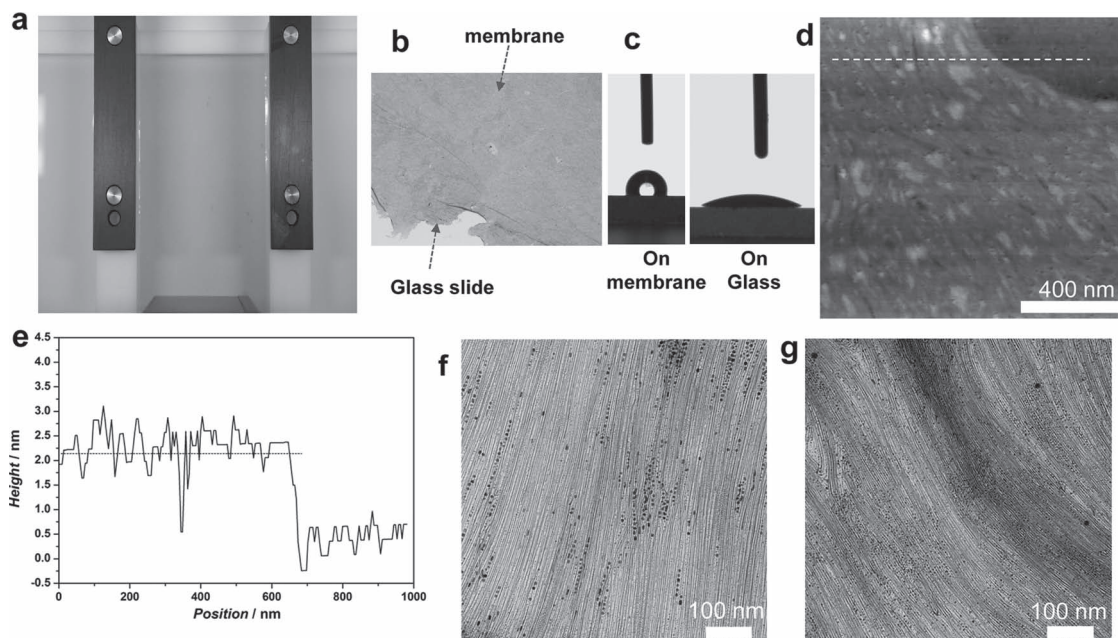 a
b
membrane
Glass slide
c
On
membrane
On
Glass
d
400 nm
e
Height / nm
4.5
4.0
3.5
3.0
2.5
2.0
1.5
1.0
0.5
0.0
-0.5
0
200
400
600
800
1000
Position / nm
f
100 nm
g
100 nm